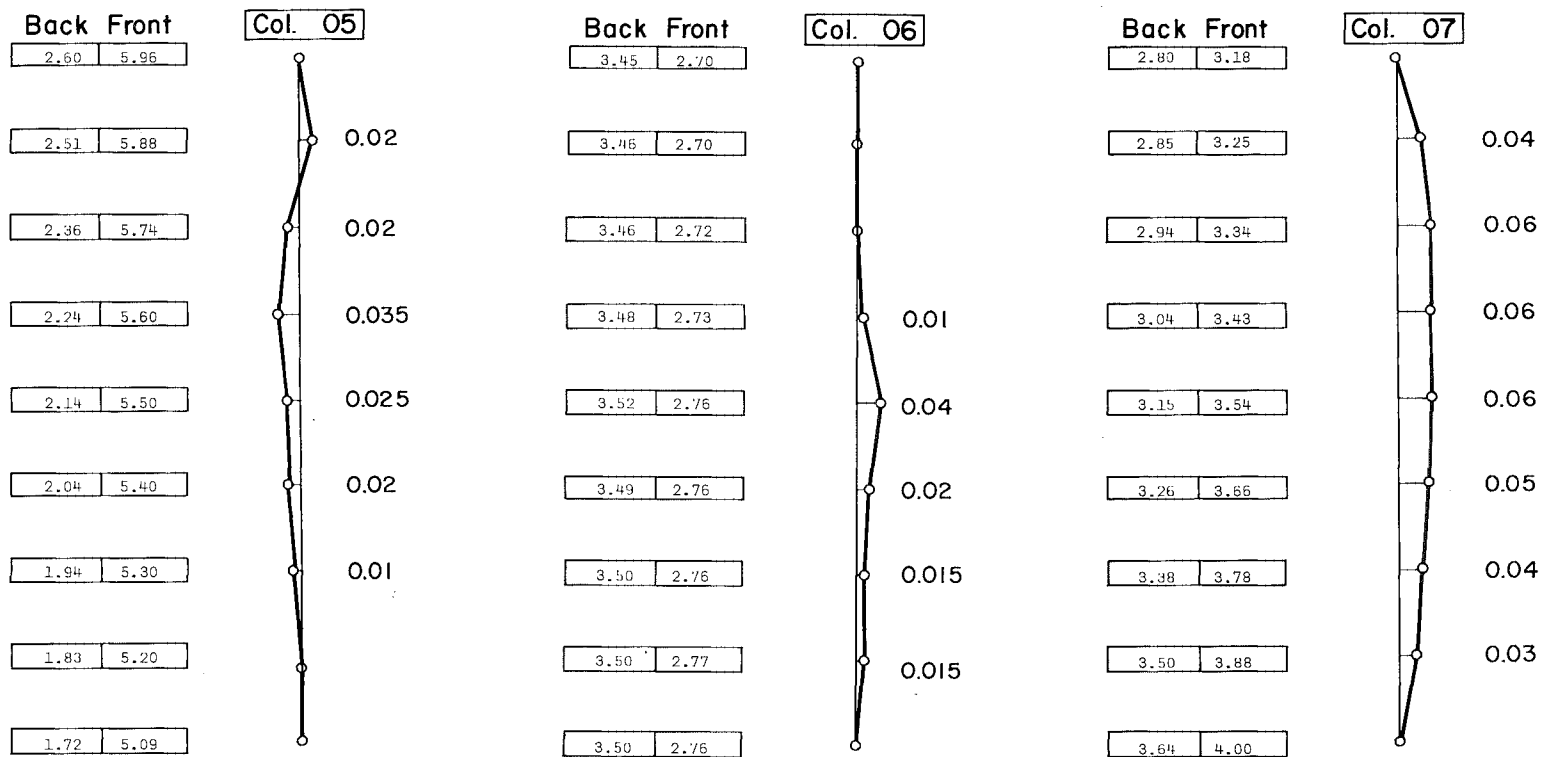 Back Front Col. 05 Back Front Col. 06 Back Front Col. 07
2.60 5.96 3.45 2.70 2.80 3.18
2.51 5.88 0.02 3.46 2.70 2.85 3.25 0.04
2.36 5.74 0.02 3.46 2.72 2.94 3.34 0.06
2.24 5.60 0.035 3.48 2.73 0.01 3.04 3.43 0.06
2.14 5.50 0.025 3.52 2.76 0.04 3.15 3.54 0.06
2.04 5.40 0.02 3.49 2.76 0.02 3.26 3.66 0.05
1.94 5.30 0.01 3.50 2.76 0.015 3.38 3.78 0.04
1.83 5.20 3.50 2.77 0.015 3.50 3.88 0.03
1.72 5.09 3.50 2.76 3.64 4.00